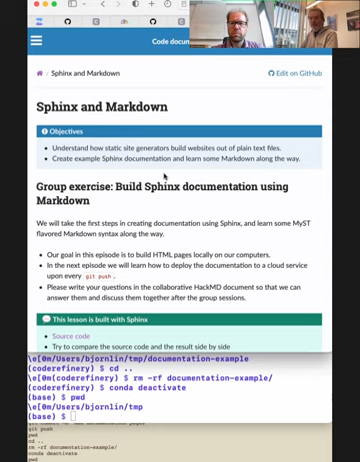 Code docum
Sphinx and Markdown
Edit on GitHub
Sphinx and Markdown
Objectives
Understand how static site generators build websites out of plain text files.
Create example Sphinx documentation and learn some Markdown along the way.
Group exercise: Build Sphinx documentation using
Markdown
We will take the first steps in creating documentation using Sphinx, and learn some MyST
flavored Markdown syntax along the way.
Our goal in this episode is to build HTML pages locally on our computers.
In the next episode we will learn how to deploy the documentation to a cloud service
upon every git push .
Please write your questions in the collaborative HackMD document so that we can
answer them and discuss them together after the group sessions.
This lesson is built with Sphinx
Source code
Try to compare the source code and the result side by side
\e[0m/Users/bjornlin/tmp/documentation-example
(coderefinery) $ cd ..
\e[0m(coderefinery) $ rm -rf documentation-example/
(coderefinery) $ conda deactivate
(base) $ pwd
\e[0m/Users/bjornlin/tmp
(base) $
git push
pwd
cd ..
rm -rf documentation-example/
conda deactivate
pwd